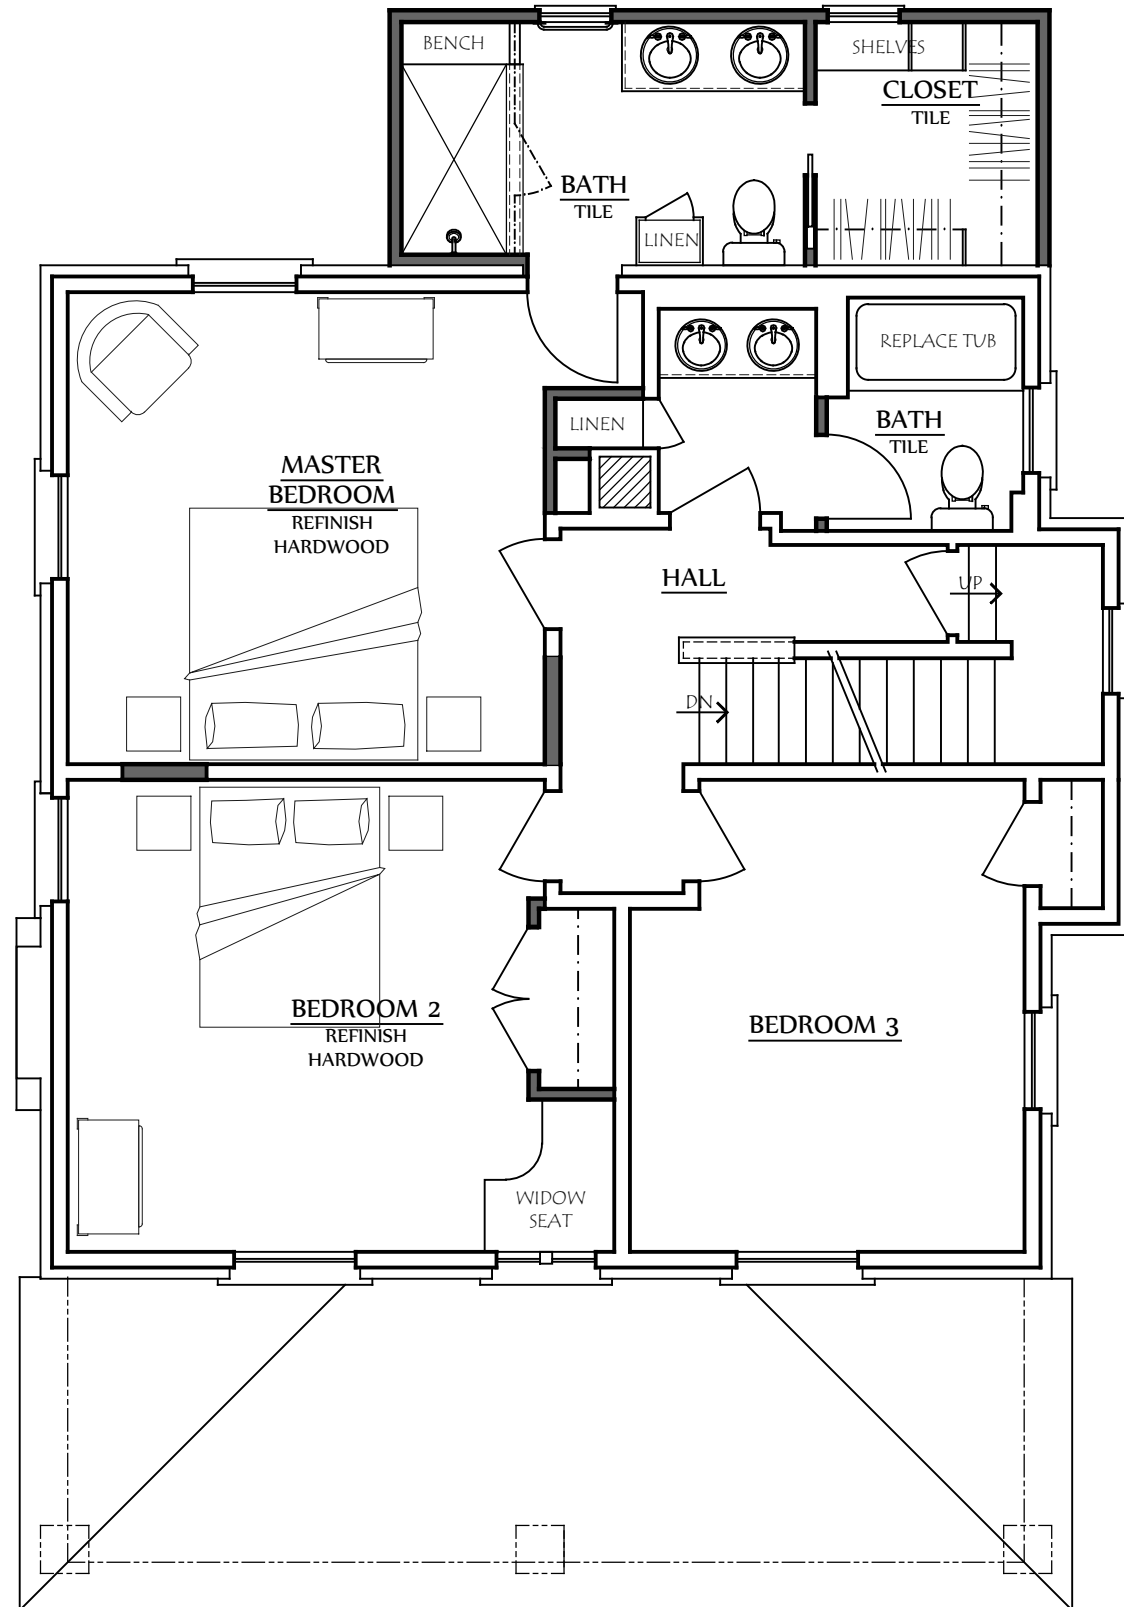 BENCH
SHELVES
CLOSET
TILE
BATH
TILE
LINEN
REPLACE TUB
LINEN
BATH
TILE
MASTER
BEDROOM
REFINISH
HARDWOOD
HALL
UP
DN
BEDROOM 2
REFINISH
HARDWOOD
BEDROOM 3
WIDOW
SEAT